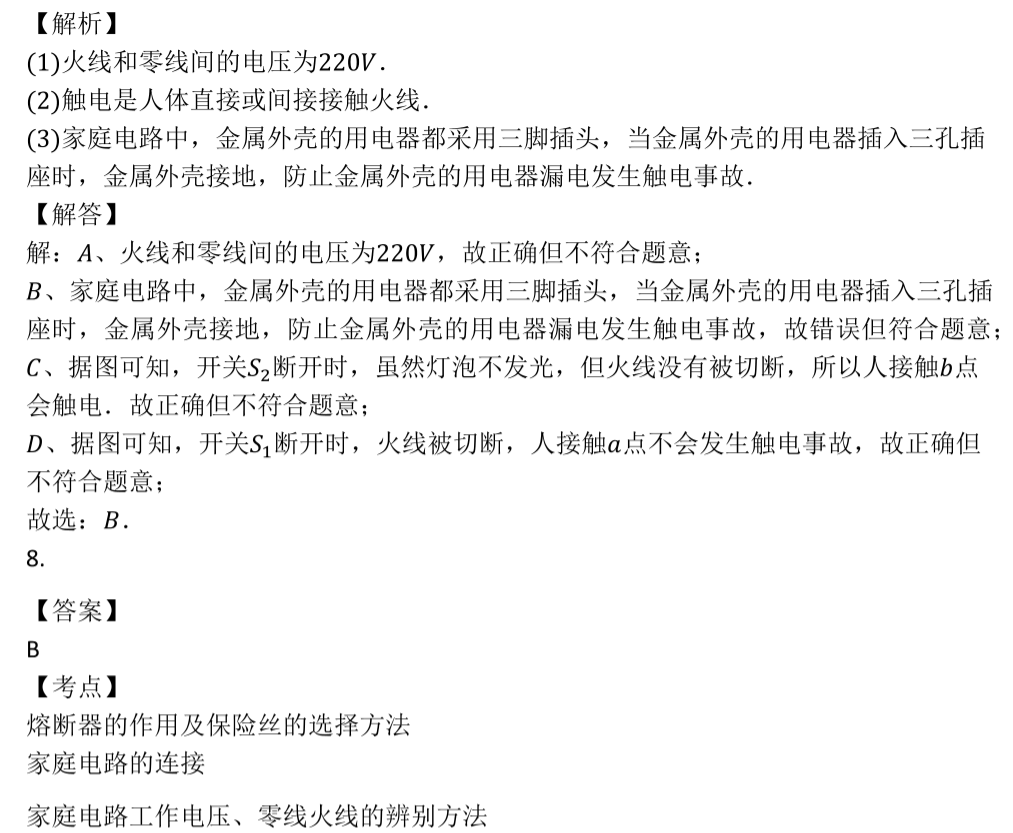 【解析】
(1)火线和零线间的电压为220V.
(2)触电是人体直接或间接接触火线.
(3)家庭电路中，金属外壳的用电器都采用三脚插头，当金属外壳的用电器插入三孔插
座时，金属外壳接地，防止金属外壳的用电器漏电发生触电事故.
【解答】
解：A、火线和零线间的电压为220V，故正确但不符合题意；
B、家庭电路中，金属外壳的用电器都采用三脚插头，当金属外壳的用电器插入三孔插
座时，金属外壳接地，防止金属外壳的用电器漏电发生触电事故，故错误但符合题意；
C、据图可知，开关S₂断开时，虽然灯泡不发光，但火线没有被切断，所以人接触b点
会触电．故正确但不符合题意；
D、据图可知，开关S₁断开时，火线被切断，人接触a点不会发生触电事故，故正确但
不符合题意；
故选：B.
8.
【答案】
B
【考点】
熔断器的作用及保险丝的选择方法
家庭电路的连接
家庭电路工作电压、零线火线的辨别方法